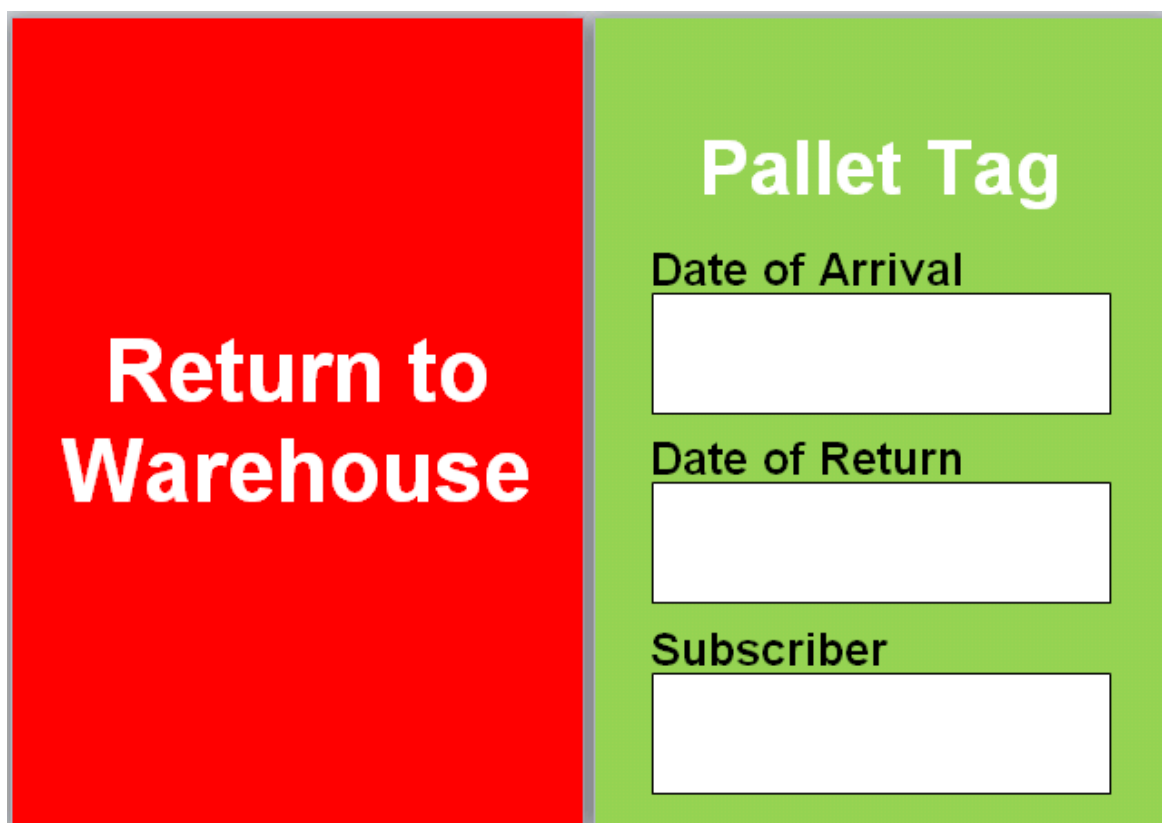 Return to
Warehouse
Pallet Tag
Date of Arrival
Date of Return
Subscriber